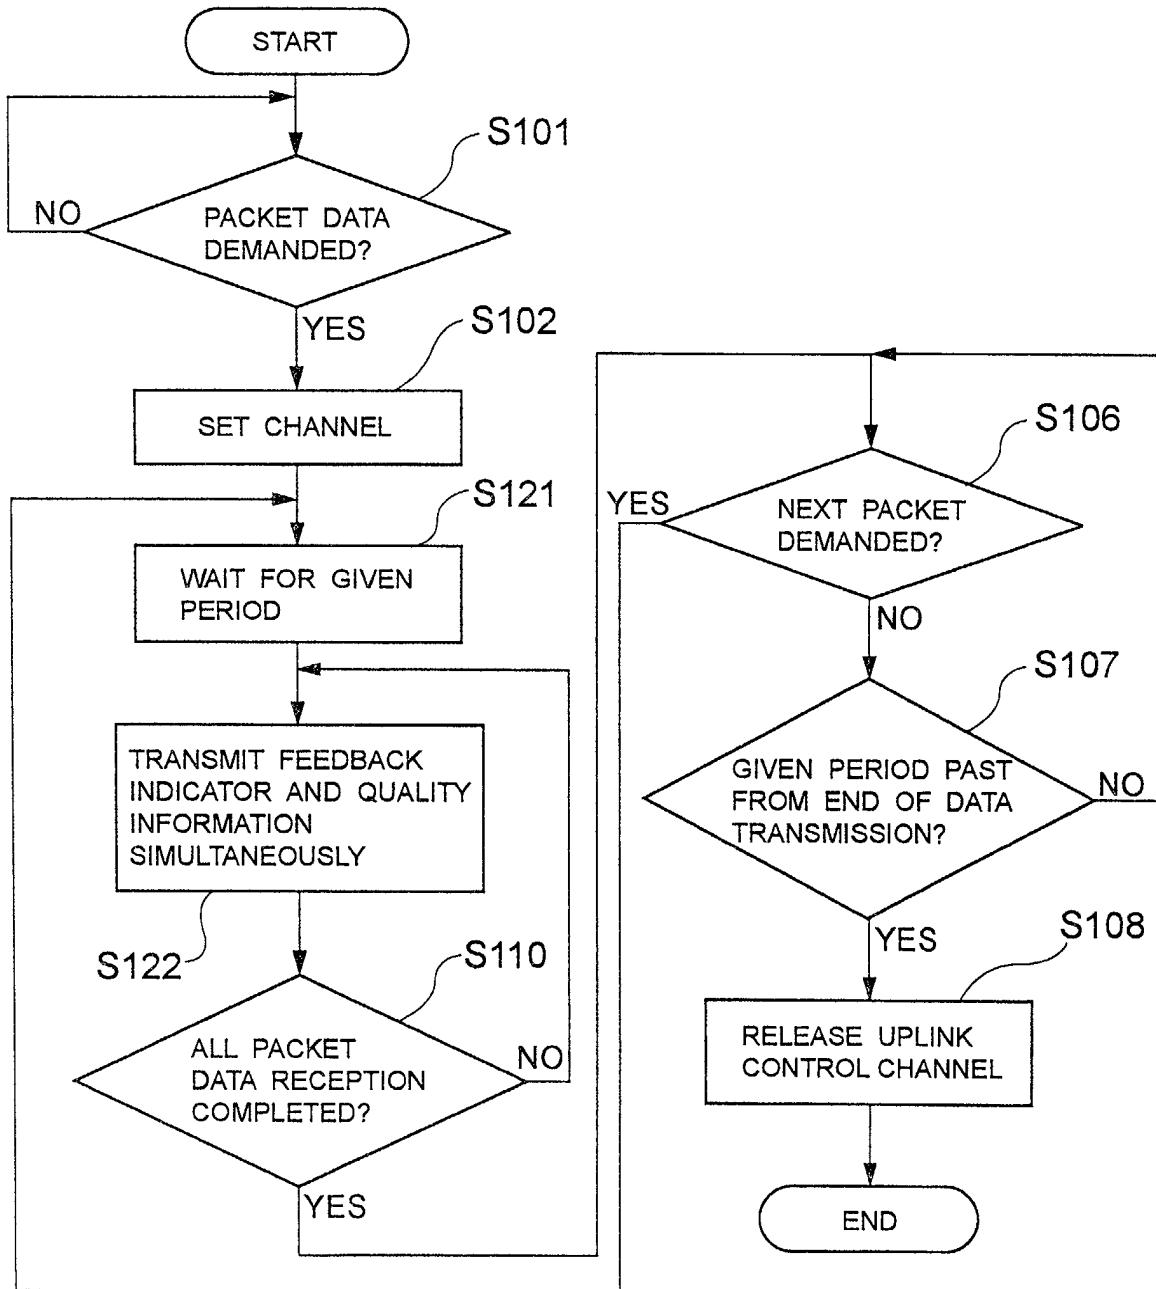 START
S101
NO
PACKET DATA
DEMANDED?
YES
S102
SET CHANNEL
S121
WAIT FOR GIVEN
PERIOD
TRANSMIT FEEDBACK
INDICATOR AND QUALITY
INFORMATION
SIMULTANEOUSLY
S122
S110
ALL PACKET
DATA RECEPTION
COMPLETED?
NO
YES
S106
YES
NEXT PACKET
DEMANDED?
NO
S107
GIVEN PERIOD PAST
FROM END OF DATA
TRANSMISSION?
NO
YES
S108
RELEASE UPLINK
CONTROL CHANNEL
END